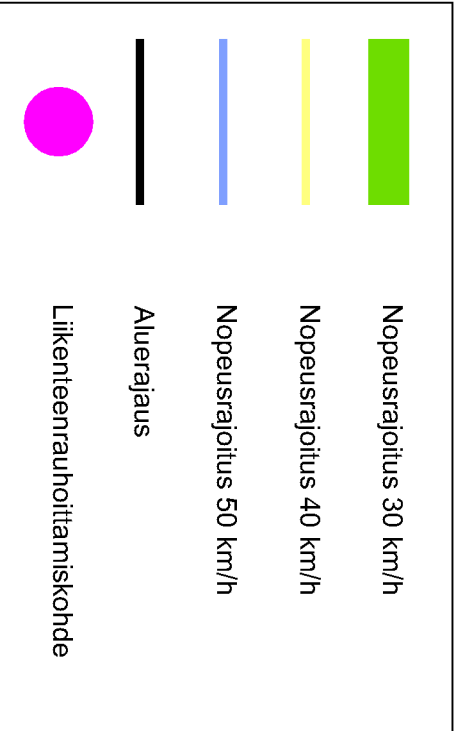 Nopeusrajoitus 30 km/h
Nopeusrajoitus 40 km/h
Nopeusrajoitus 50 km/h
Aluerajaus
Liikenteenrauhoittamiskohde